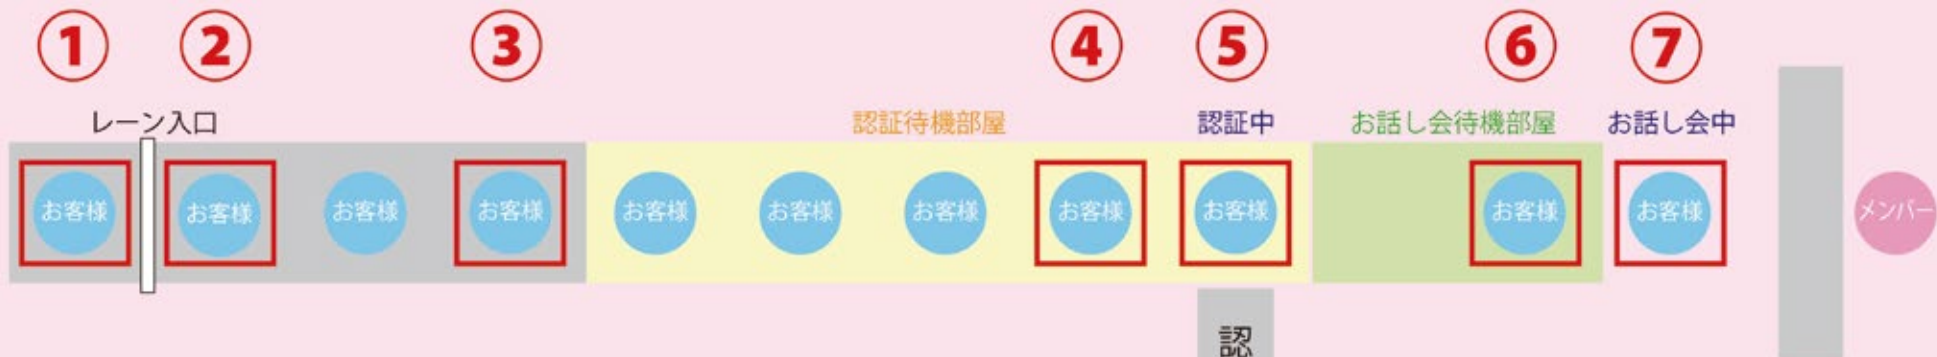 ① ② ③ ④ ⑤ ⑥ ⑦
レーン入口 認証待機部屋 認証中 お話し会待機部屋 お話し会中
お客様 お客様 お客様 お客様 お客様 お客様 お客様 お客様 お客様 お客様 お客様 メンバー
認